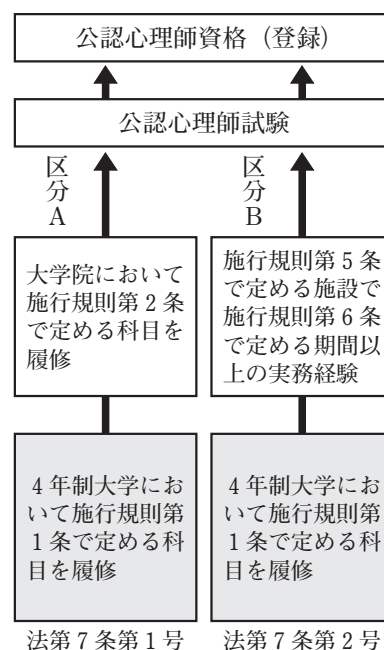 公認心理師資格（登録）
公認心理師試験
区分A
区分B
大学院において
施行規則第２条
で定める科目を
履修
施行規則第５条
で定める施設で
施行規則第６条
で定める期間以
上の実務経験
４年制大学にお
いて施行規則第
１条で定める科
目を履修
４年制大学にお
いて施行規則第
１条で定める科
目を履修
法第７条第１号
法第７条第２号